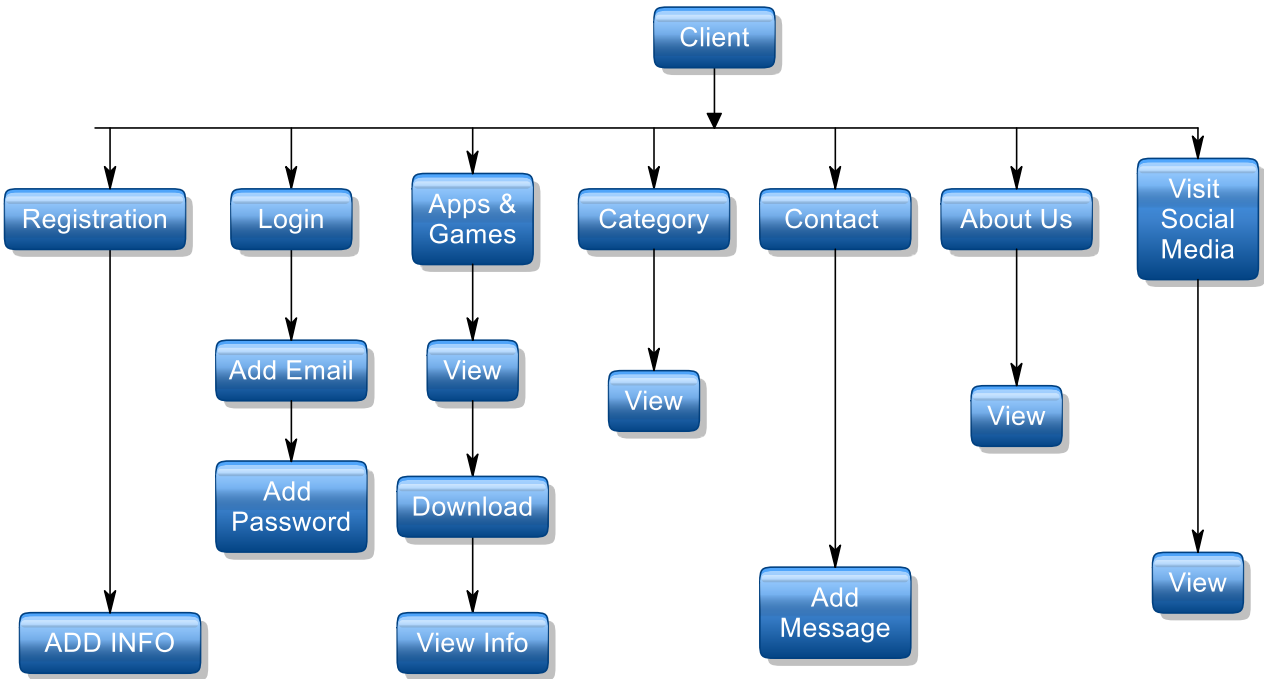 Client
Registration
Login
Apps &
Games
Category
Contact
About Us
Visit
Social
Media
Add Email
View
View
View
Add
Password
Download
Add
Message
View
ADD INFO
View Info